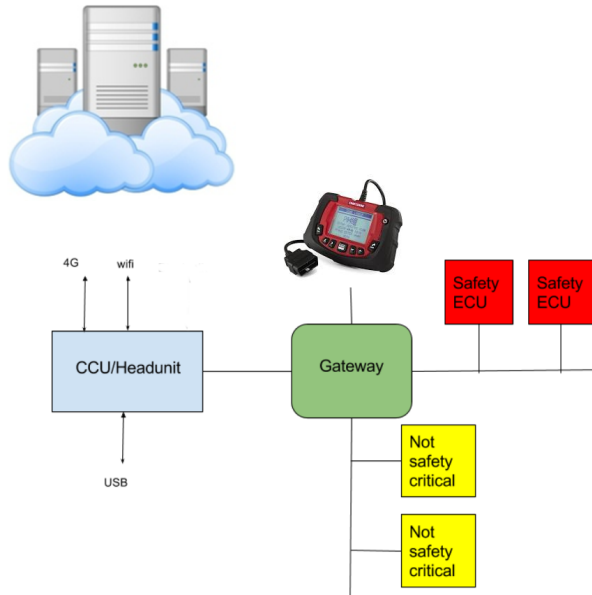 4G
wifi
CCU/Headunit
USB
Gateway
Safety
ECU
Safety
ECU
Not
safety
critical
Not
safety
critical